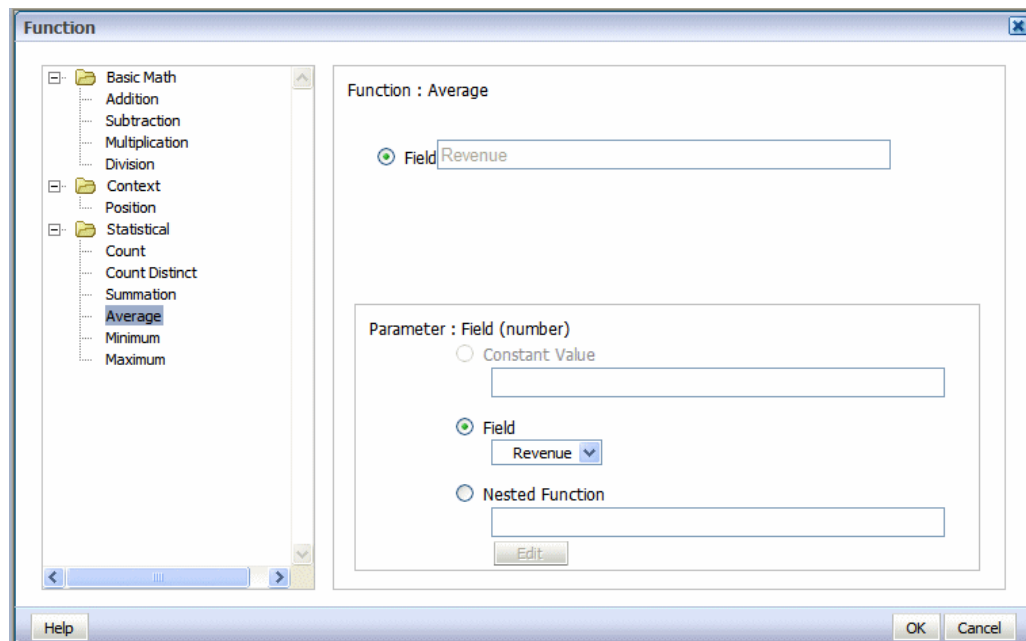 Function
Basic Math
Addition
Subtraction
Multiplication
Division
Context
Position
Statistical
Count
Count Distinct
Summation
Average
Minimum
Maximum
Function : Average
Field Revenue
Parameter : Field (number)
Constant Value
Field
Revenue
Nested Function
Edit
Help
OK Cancel